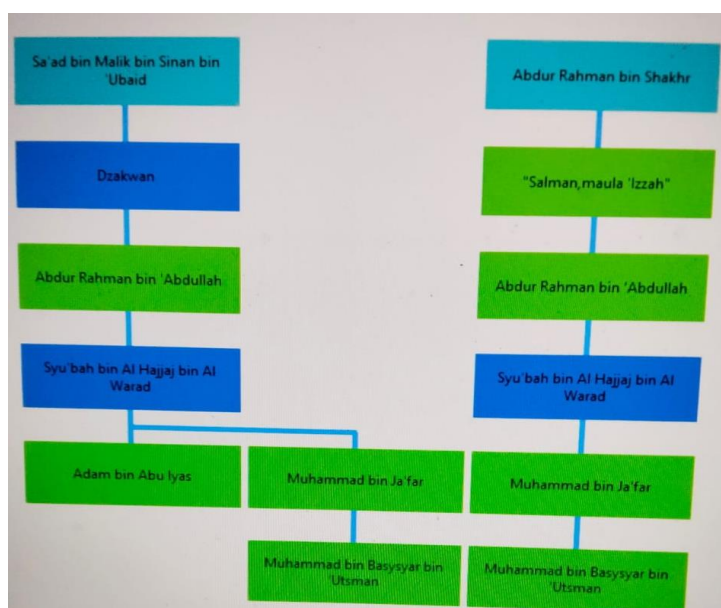 Sa'ad bin Malik bin Sinan bin
'Ubaid
Abdur Rahman bin Shakhr
Dzakwan
"Salman,maula 'Izzah"
Abdur Rahman bin 'Abdullah
Abdur Rahman bin 'Abdullah
Syu'bah bin Al Hajjaj bin Al
Warad
Syu'bah bin Al Hajjaj bin Al
Warad
Adam bin Abu Iyas
Muhammad bin Ja'far
Muhammad bin Ja'far
Muhammad bin Basysyar bin
'Utsman
Muhammad bin Basysyar bin
'Utsman